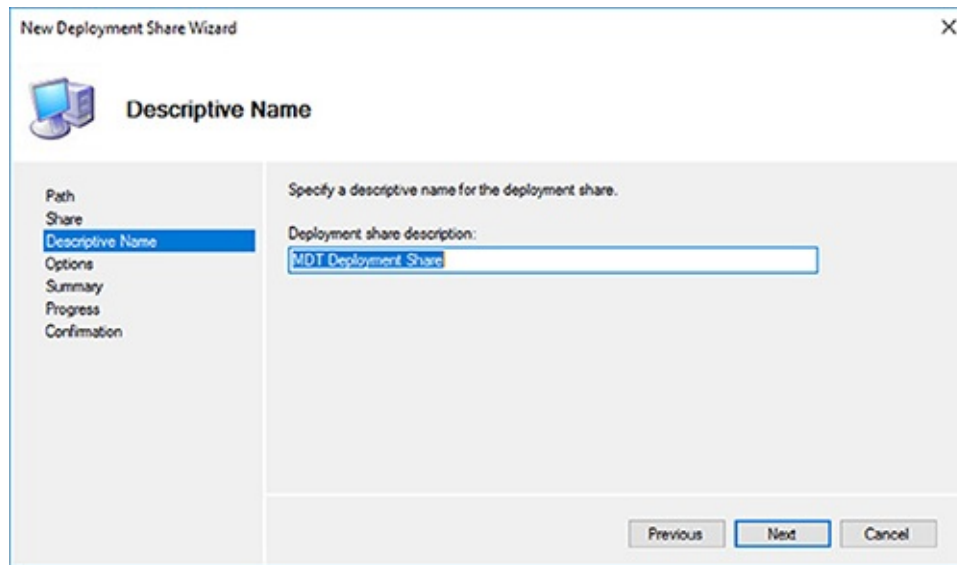 New Deployment Share Wizard
Descriptive Name
Path
Share
Descriptive Name
Options
Summary
Progress
Confirmation
Specify a descriptive name for the deployment share.
Deployment share description:
MDT Deployment Share
Previous
Next
Cancel